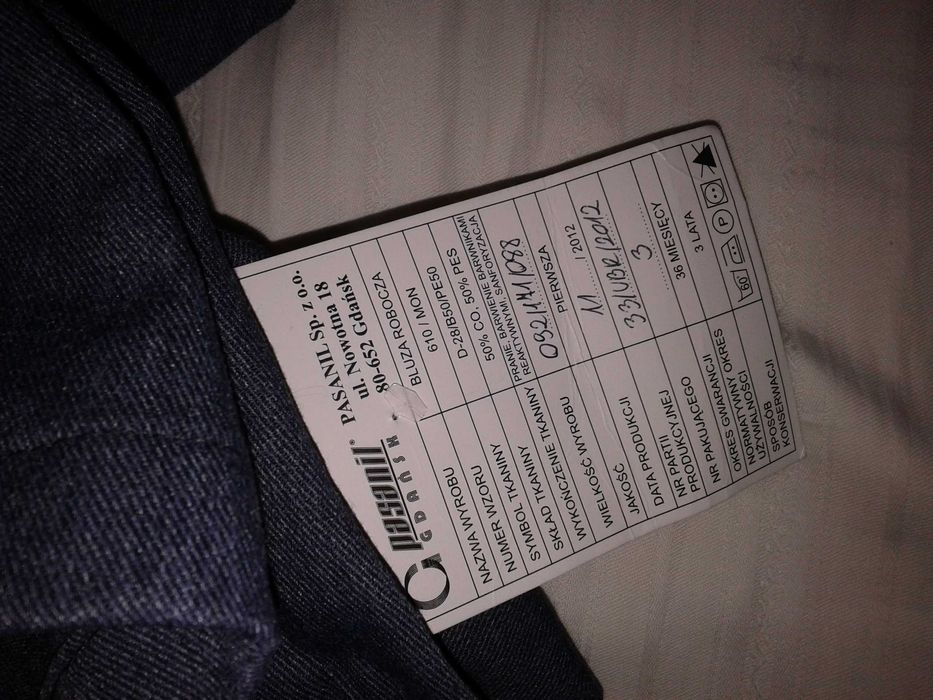 pasanil®
GDAŃSK
PASANIL Sp. z o.o.
ul. Nowotna 18
80-652 Gdańsk
NAZWA WYROBU BLUZA ROBOCZA
NUMER WZORU 610 / MON
SYMBOL TKANINY D-28/B50/PE50
SKŁAD TKANINY 50% CO, 50% PES
WYKOŃCZENIE TKANINY PRANIE, BARWIENIE BARWNIKAMI
REAKTYWNYMI, SANFORYZACJA
WIELKOŚĆ WYROBU 092/171/088
JAKOŚĆ PIERWSZA
DATA PRODUKCJI 11 / 2012
NR PARTII
PRODUKCYJNEJ
PRODUKUJĄCEGO 33/UBR/2012
NR PAKUJĄCEGO 3
OKRES GWARANCJI 36 MIESIĘCY
NORMATYWNY OKRES
UŻYWALNOŚCI 3 LATA
SPOSÓB
KONSERWACJI 60 P